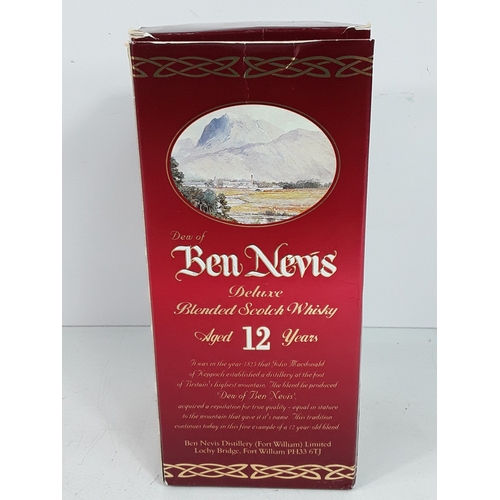 Dew of
Ben Nevis
Deluxe
Blended Scotch Whisky
Aged 12 Years
It was in the year 1825 that John Macdonald
of Keppoch established a distillery at the foot
of Britain's highest mountain. The blend he produced
'Dew of Ben Nevis',
acquired a reputation for true quality - equal in stature
to the mountain that gave it it's name. This tradition
continues today in this fine example of a 12 year old blend
Ben Nevis Distillery (Fort William) Limited
Lochy Bridge, Fort William PH33 6TJ